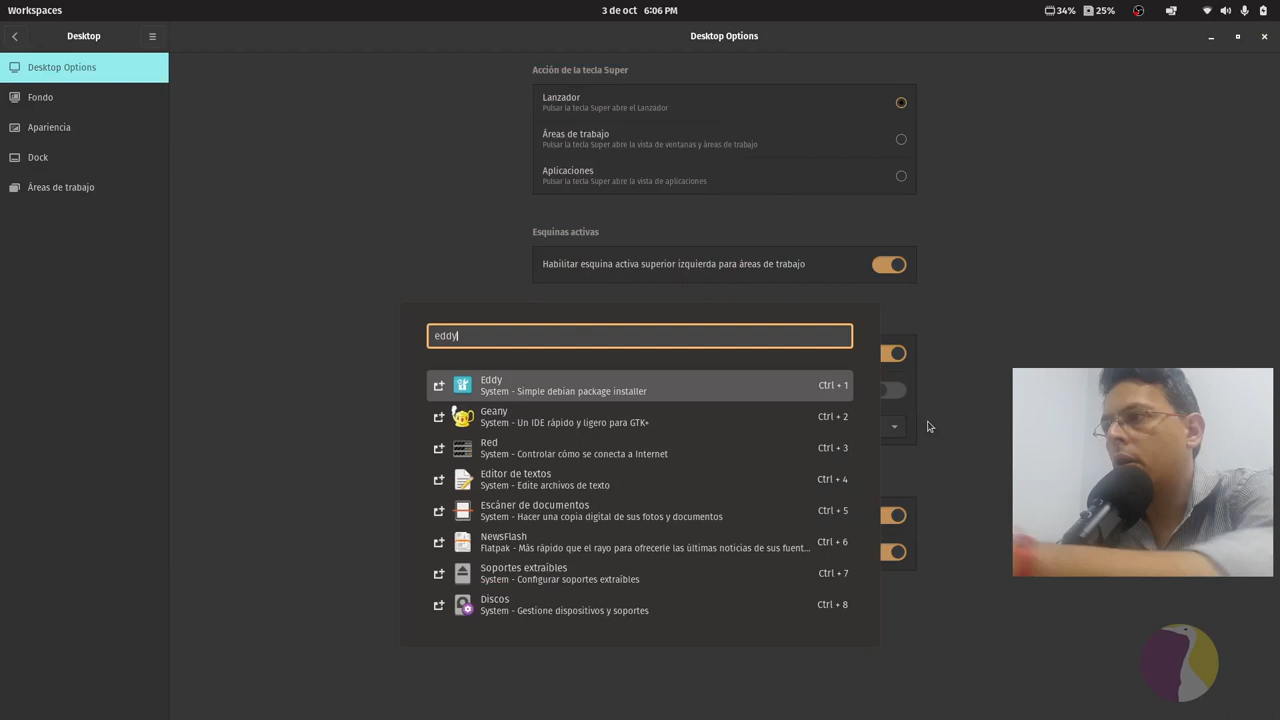 Workspaces
3 de oct 6:06 PM
34%
25%
Desktop
Desktop Options
Desktop Options
Fondo
Apariencia
Dock
Áreas de trabajo
Acción de la tecla Super
Lanzador
Pulsar la tecla Super abre el Lanzador
Áreas de trabajo
Pulsar la tecla Super abre la vista de ventanas y áreas de trabajo
Aplicaciones
Pulsar la tecla Super abre la vista de aplicaciones
Esquinas activas
Habilitar esquina activa superior izquierda para áreas de trabajo
eddy
Eddy
System - Simple debian package installer
Ctrl + 1
Geany
System - Un IDE rápido y ligero para GTK+
Ctrl + 2
Red
System - Controlar cómo se conecta a Internet
Ctrl + 3
Editor de textos
System - Edite archivos de texto
Ctrl + 4
Escáner de documentos
System - Hacer una copia digital de sus fotos y documentos
Ctrl + 5
NewsFlash
Flatpak - Más rápido que el rayo para ofrecerle las últimas noticias de sus fuent...
Ctrl + 6
Soportes extraíbles
System - Configurar soportes extraíbles
Ctrl + 7
Discos
System - Gestione dispositivos y soportes
Ctrl + 8